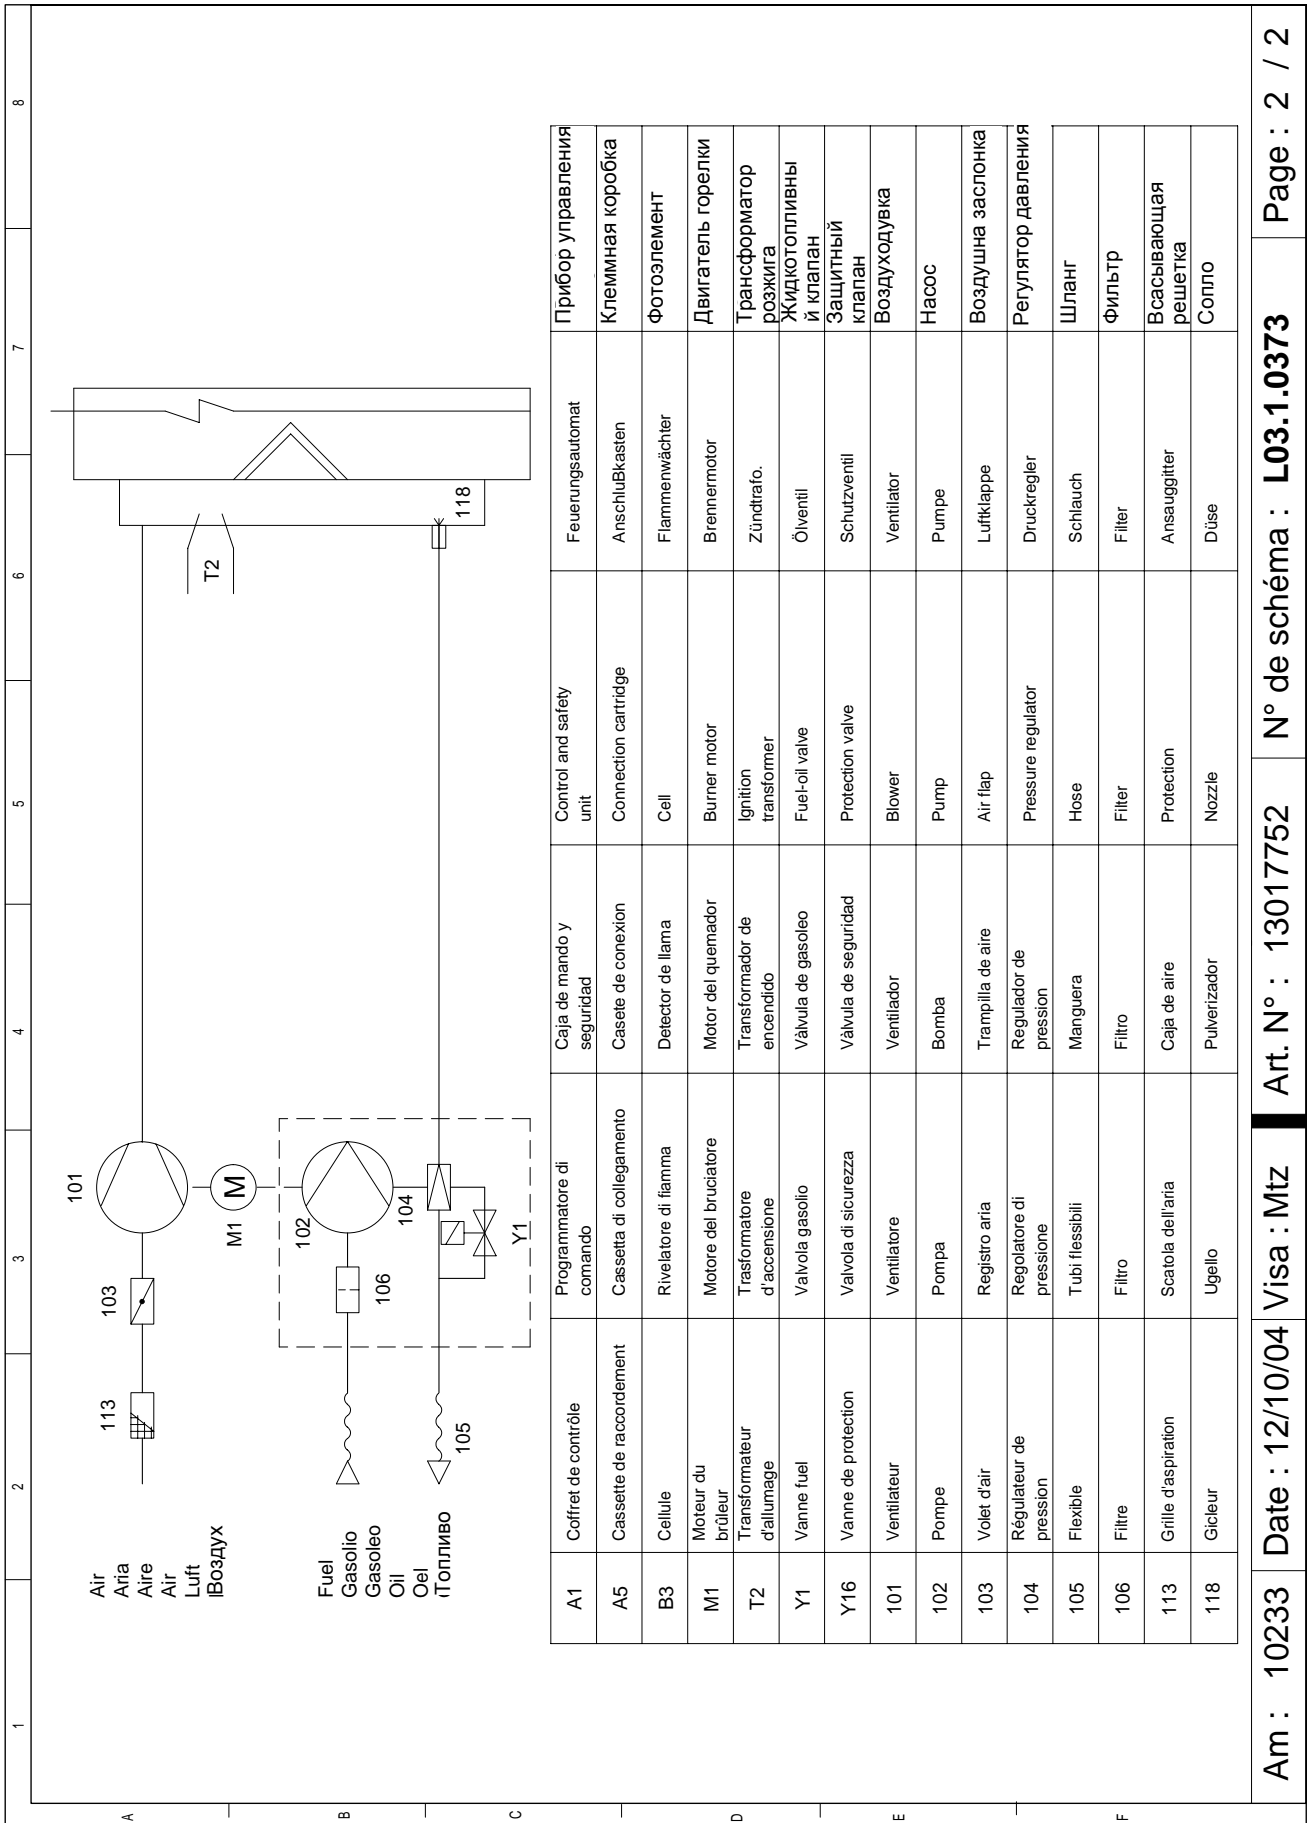 1 2 3 4 5 6 7 8
A
B
C
D
E
F
Air
Aria
Aire
Air
Luft
Воздух
Fuel
Gasolio
Gasoleo
Oil
Oel
Топливо
113
103
101
M1
M
102
106
104
Y1
105
T2
118
A1 Coffret de contrôle Programmatore di comando Caja de mando y seguridad Control and safety unit Feuerungsautomat Прибор управления
A5 Cassette de raccordement Cassetta di collegamento Casete de conexion Connection cartridge AnschluBkasten Клеммная коробка
B3 Cellule Rivelatore di fiamma Detector de llama Cell Flammenwächter Фотоэлемент
M1 Moteur du brûleur Motore del bruciatore Motor del quemador Burner motor Brennermotor Двигатель горелки
T2 Transformateur d'allumage Trasformatore d'accensione Transformador de encendido Ignition transformer Zündtrafo. Трансформатор розжига
Y1 Vanne fuel Valvola gasolio Vàlvula de gasoleo Fuel-oil valve Ölventil Жидкотопливны й клапан
Y16 Vanne de protection Valvola di sicurezza Vàlvula de seguridad Protection valve Schutzventil Защитный клапан
101 Ventilateur Ventilatore Ventilador Blower Ventilator Воздуходувка
102 Pompe Pompa Bomba Pump Pumpe Насос
103 Volet d'air Registro aria Trampilla de aire Air flap Luftklappe Воздушна заслонка
104 Régulateur de pression Regolatore di pressione Regulador de pression Pressure regulator Druckregler Регулятор давления
105 Flexible Tubi flessibili Manguera Hose Schlauch Шланг
106 Filtre Filtro Filtro Filter Filter Фильтр
113 Grille d'aspiration Scatola dell'aria Caja de aire Protection Ansauggitter Всасывающая решетка
118 Gicleur Ugello Pulverizador Nozzle Düse Сопло
Am : 10233 Date : 12/10/04 Visa : Mtz Art. N° : 13017752 N° de schéma : L03.1.0373 Page : 2 / 2